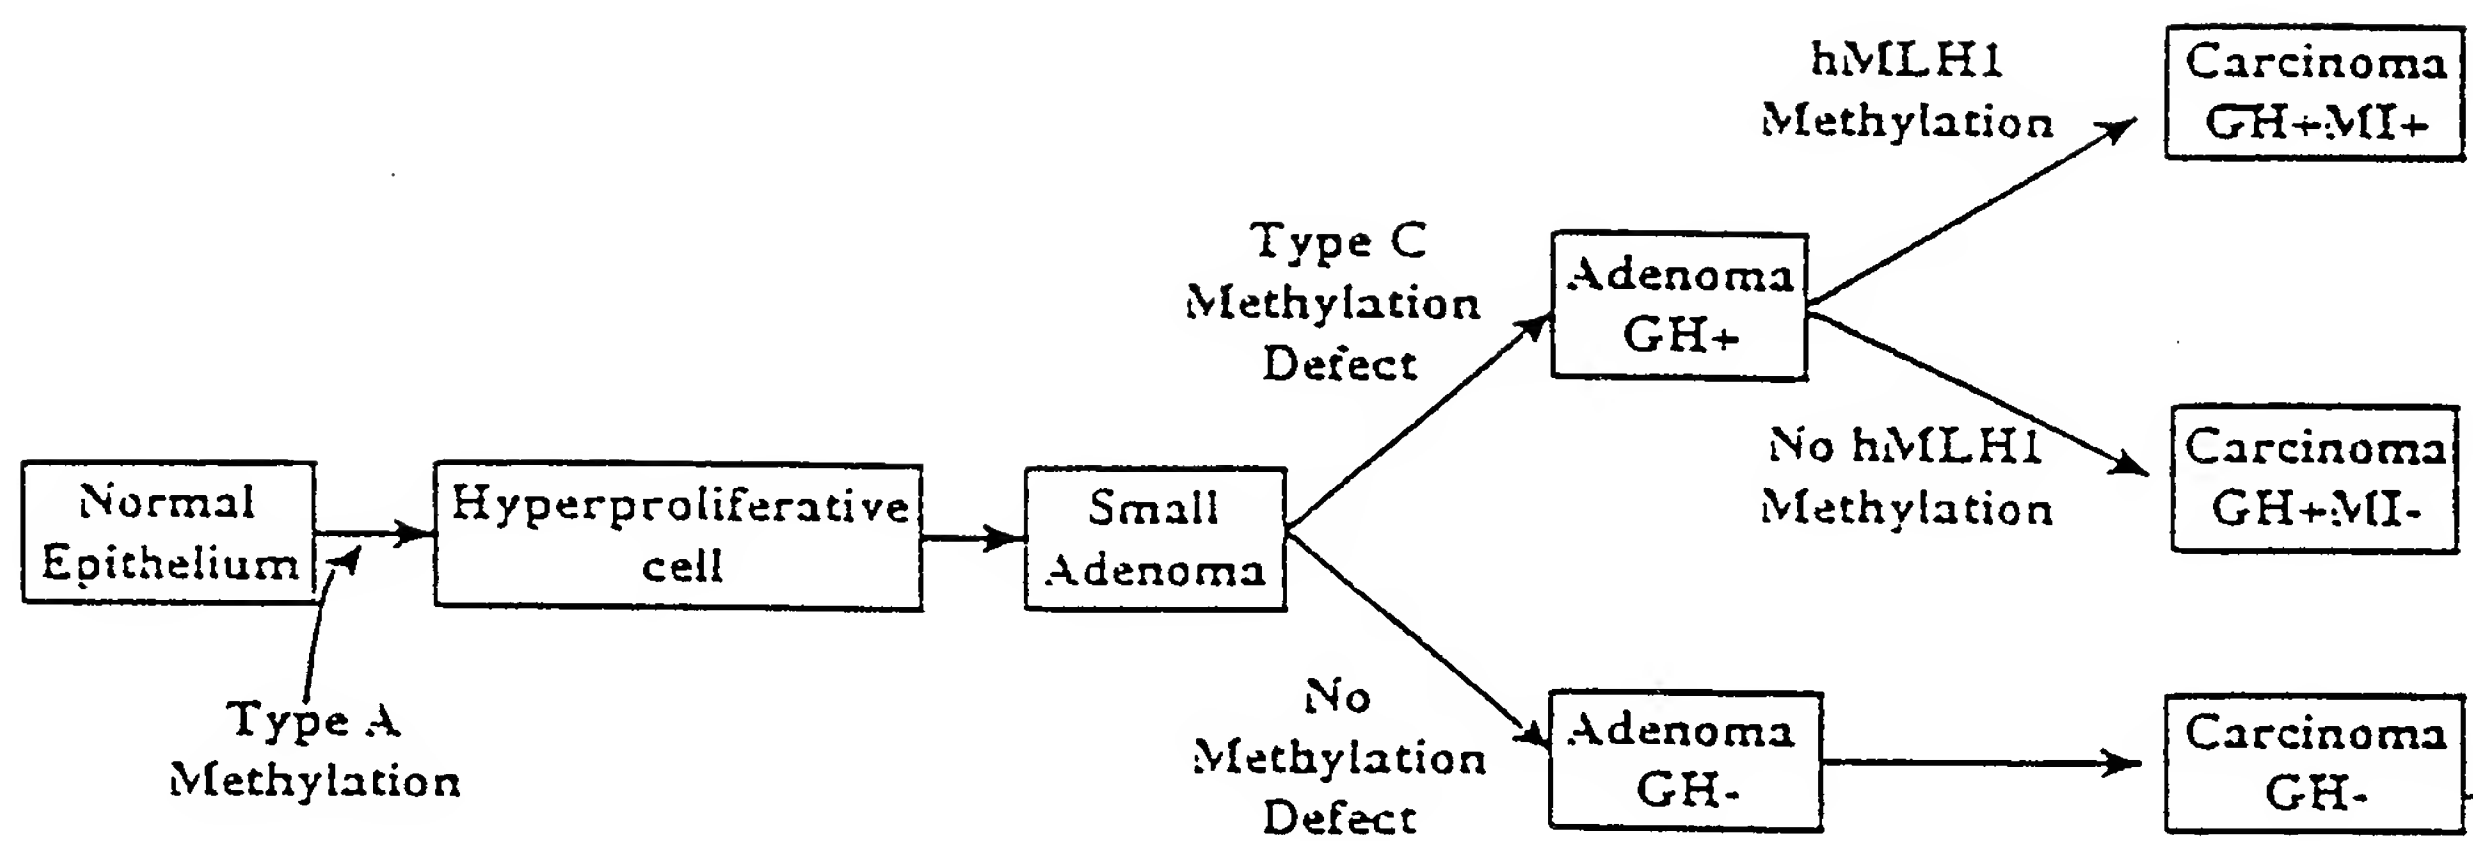 Normal
Epithelium
Type A
Methylation
Hyperproliferative
cell
Small
Adenoma
Type C
Methylation
Defect
No
Methylation
Defect
Adenoma
GH+
Adenoma
GH-
hMLH1
Methylation
No hMLH1
Methylation
Carcinoma
GH+MI+
Carcinoma
GH+MI-
Carcinoma
GH-